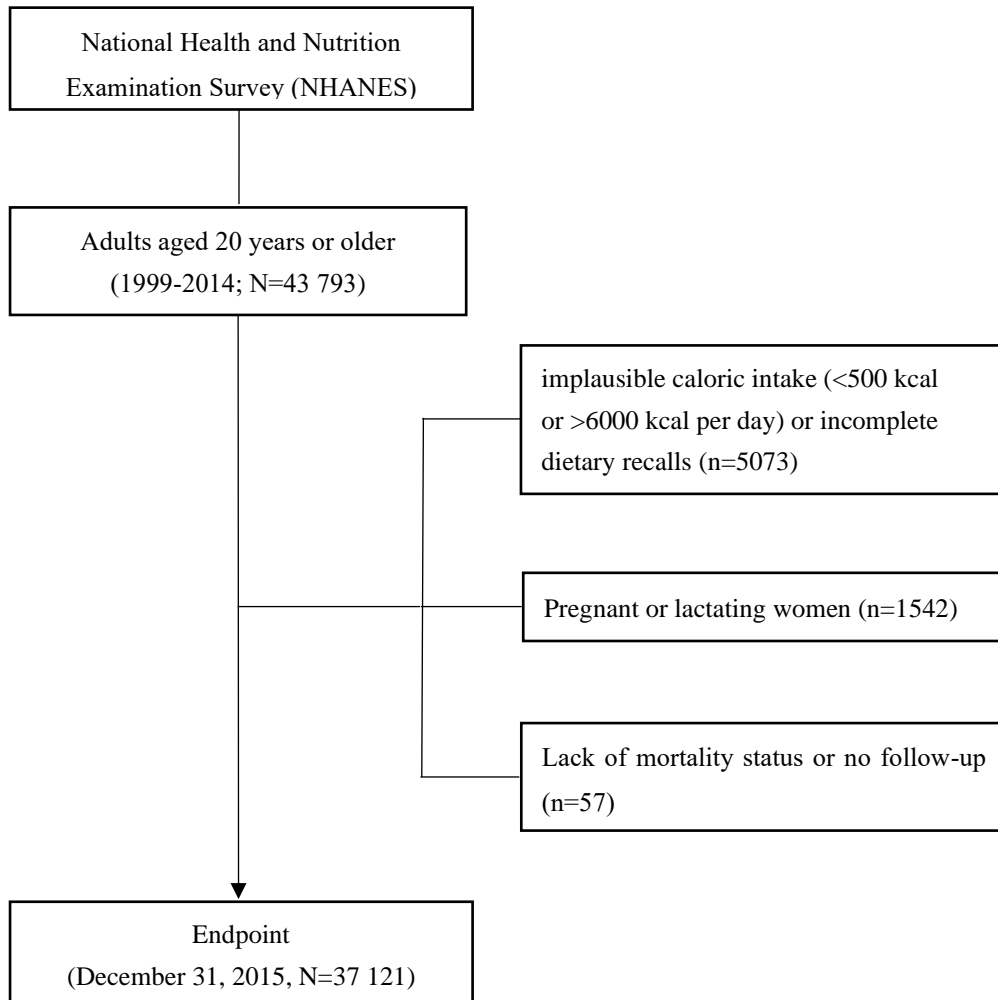 National Health and Nutrition
Examination Survey (NHANES)
Adults aged 20 years or older
(1999-2014; N=43 793)
implausible caloric intake (<500 kcal
or >6000 kcal per day) or incomplete
dietary recalls (n=5073)
Pregnant or lactating women (n=1542)
Lack of mortality status or no follow-up
(n=57)
Endpoint
(December 31, 2015, N=37 121)